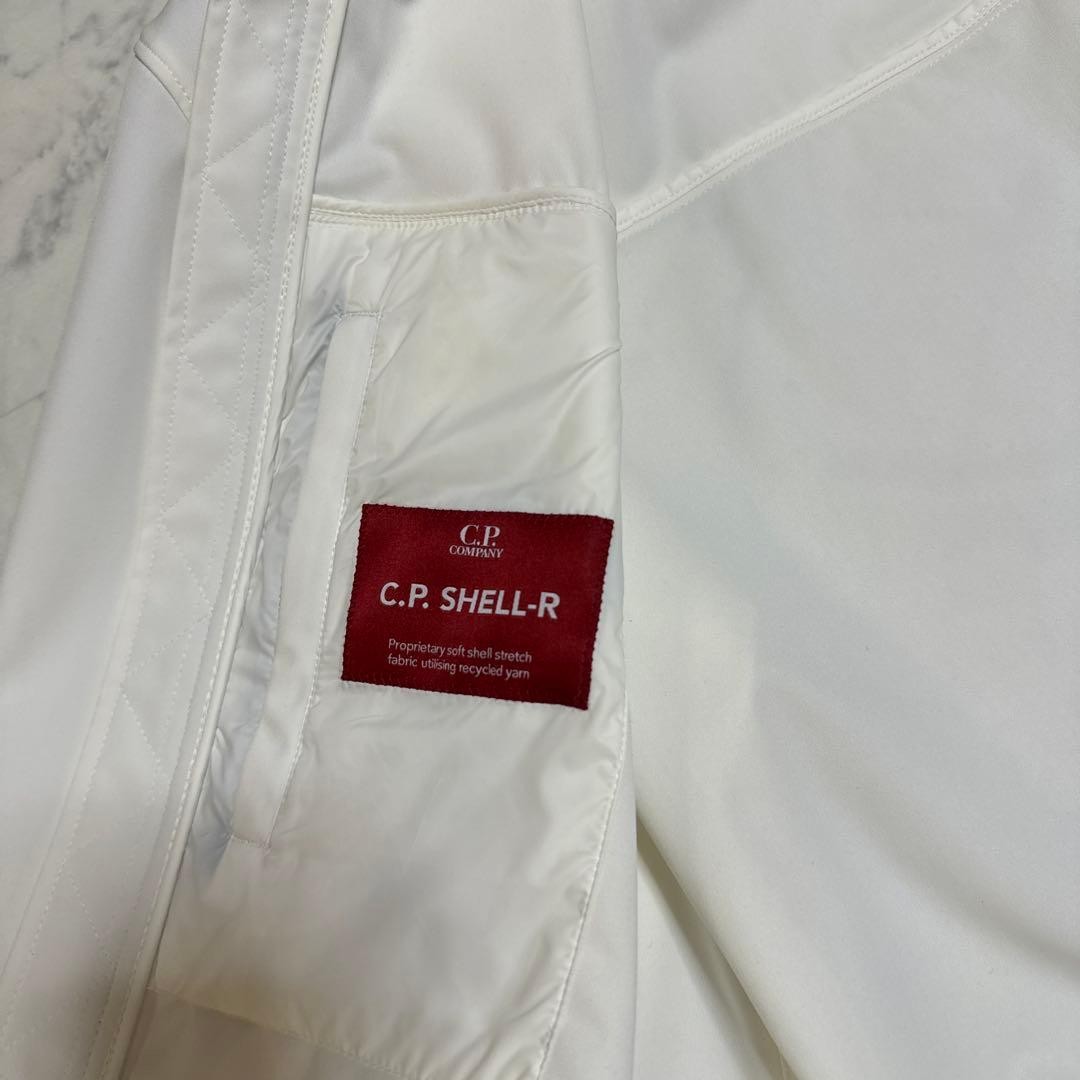 C.P.
COMPANY
C.P. SHELL-R
Proprietary soft shell stretch
fabric utilising recycled yarn